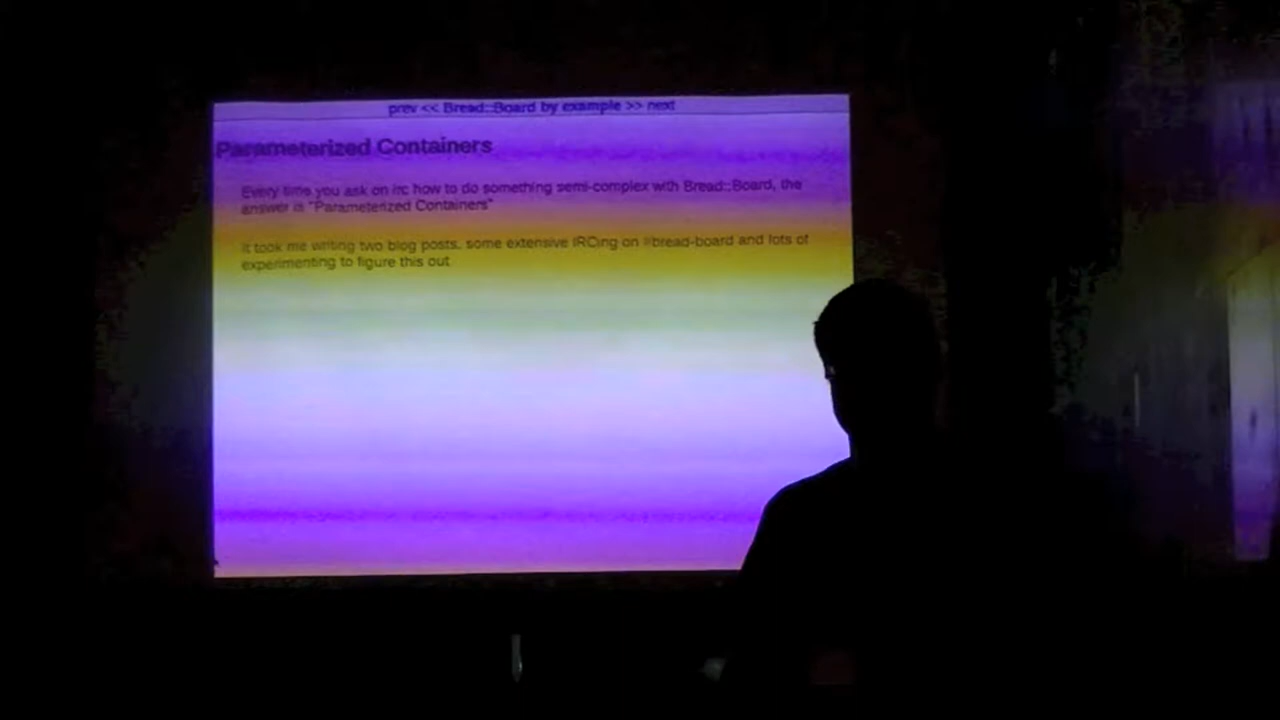 prev << Bread::Board by example >> next
Parameterized Containers
Every time you ask on irc how to do something semi-complex with Bread::Board, the
answer is "Parameterized Containers"
It took me writing two blog posts, some extensive IRCing on #bread-board and lots of
experimenting to figure this out